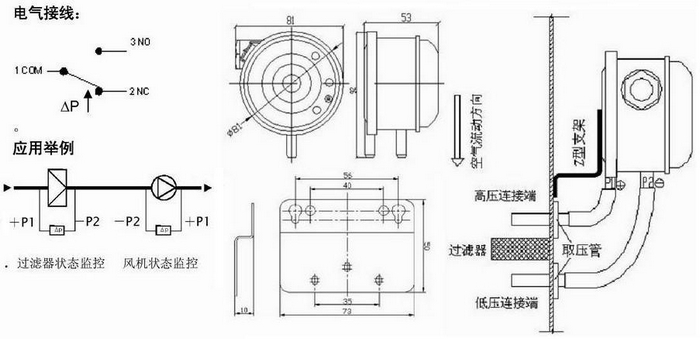 电气接线:
3 NO
1 COM
2 NC
ΔP
。
应用举例
+P1
-P2
-P2
+P1
ΔP
ΔP
. 过滤器状态监控
风机状态监控
81
53
Ø81
56
40
50
35
73
10
空气流动方向
Z型支架
P1
P2
高压连接端
过滤器
取压管
低压连接端